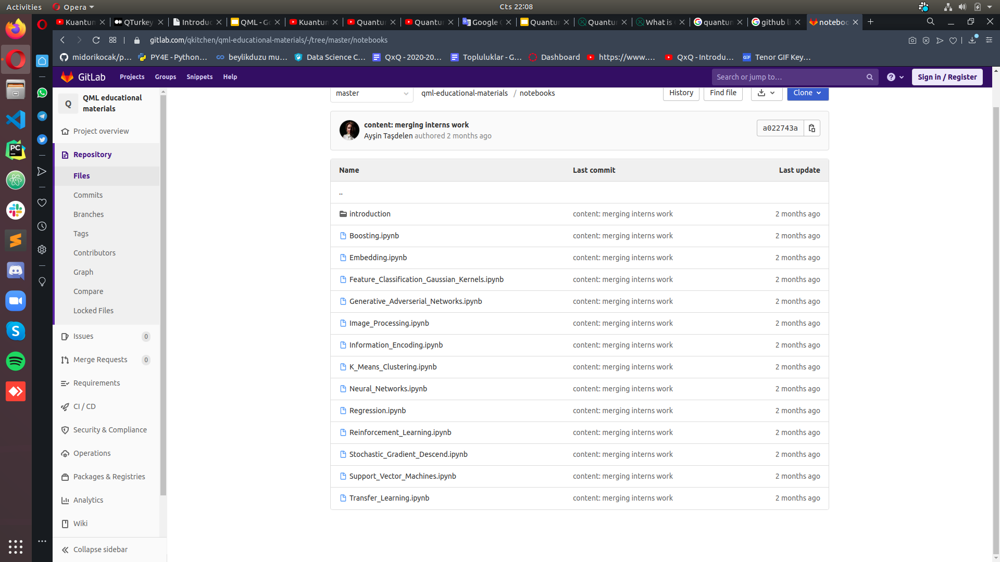 Activities Opera Cts 22:08
Kuantum QTurkey Introduc QML - Go Kuantum Quantum Quantum Google Quantum Quantum What is quantum github li noteboo
gitlab.com/qkitchen/qml-educational-materials/-/tree/master/notebooks
midorikocak/p... PY4E - Python... beylikduzu mu... Data Science C... QxQ - 2020-20... Topluluklar - G... Dashboard https://www.... QxQ - Introdu... Tenor GIF Key...
GitLab Projects Groups Snippets Help Search or jump to... Sign in / Register
Q QML educational materials
Project overview
Repository
Files
Commits
Branches
Tags
Contributors
Graph
Compare
Locked Files
Issues 0
Merge Requests 0
Requirements
CI / CD
Security & Compliance
Operations
Packages & Registries
Analytics
Wiki
Collapse sidebar
master qml-educational-materials / notebooks History Find file Clone
content: merging interns work
Ayşin Taşdelen authored 2 months ago
a022743a
Name Last commit Last update
..
introduction content: merging interns work 2 months ago
Boosting.ipynb content: merging interns work 2 months ago
Embedding.ipynb content: merging interns work 2 months ago
Feature_Classification_Gaussian_Kernels.ipynb content: merging interns work 2 months ago
Generative_Adverserial_Networks.ipynb content: merging interns work 2 months ago
Image_Processing.ipynb content: merging interns work 2 months ago
Information_Encoding.ipynb content: merging interns work 2 months ago
K_Means_Clustering.ipynb content: merging interns work 2 months ago
Neural_Networks.ipynb content: merging interns work 2 months ago
Regression.ipynb content: merging interns work 2 months ago
Reinforcement_Learning.ipynb content: merging interns work 2 months ago
Stochastic_Gradient_Descend.ipynb content: merging interns work 2 months ago
Support_Vector_Machines.ipynb content: merging interns work 2 months ago
Transfer_Learning.ipynb content: merging interns work 2 months ago